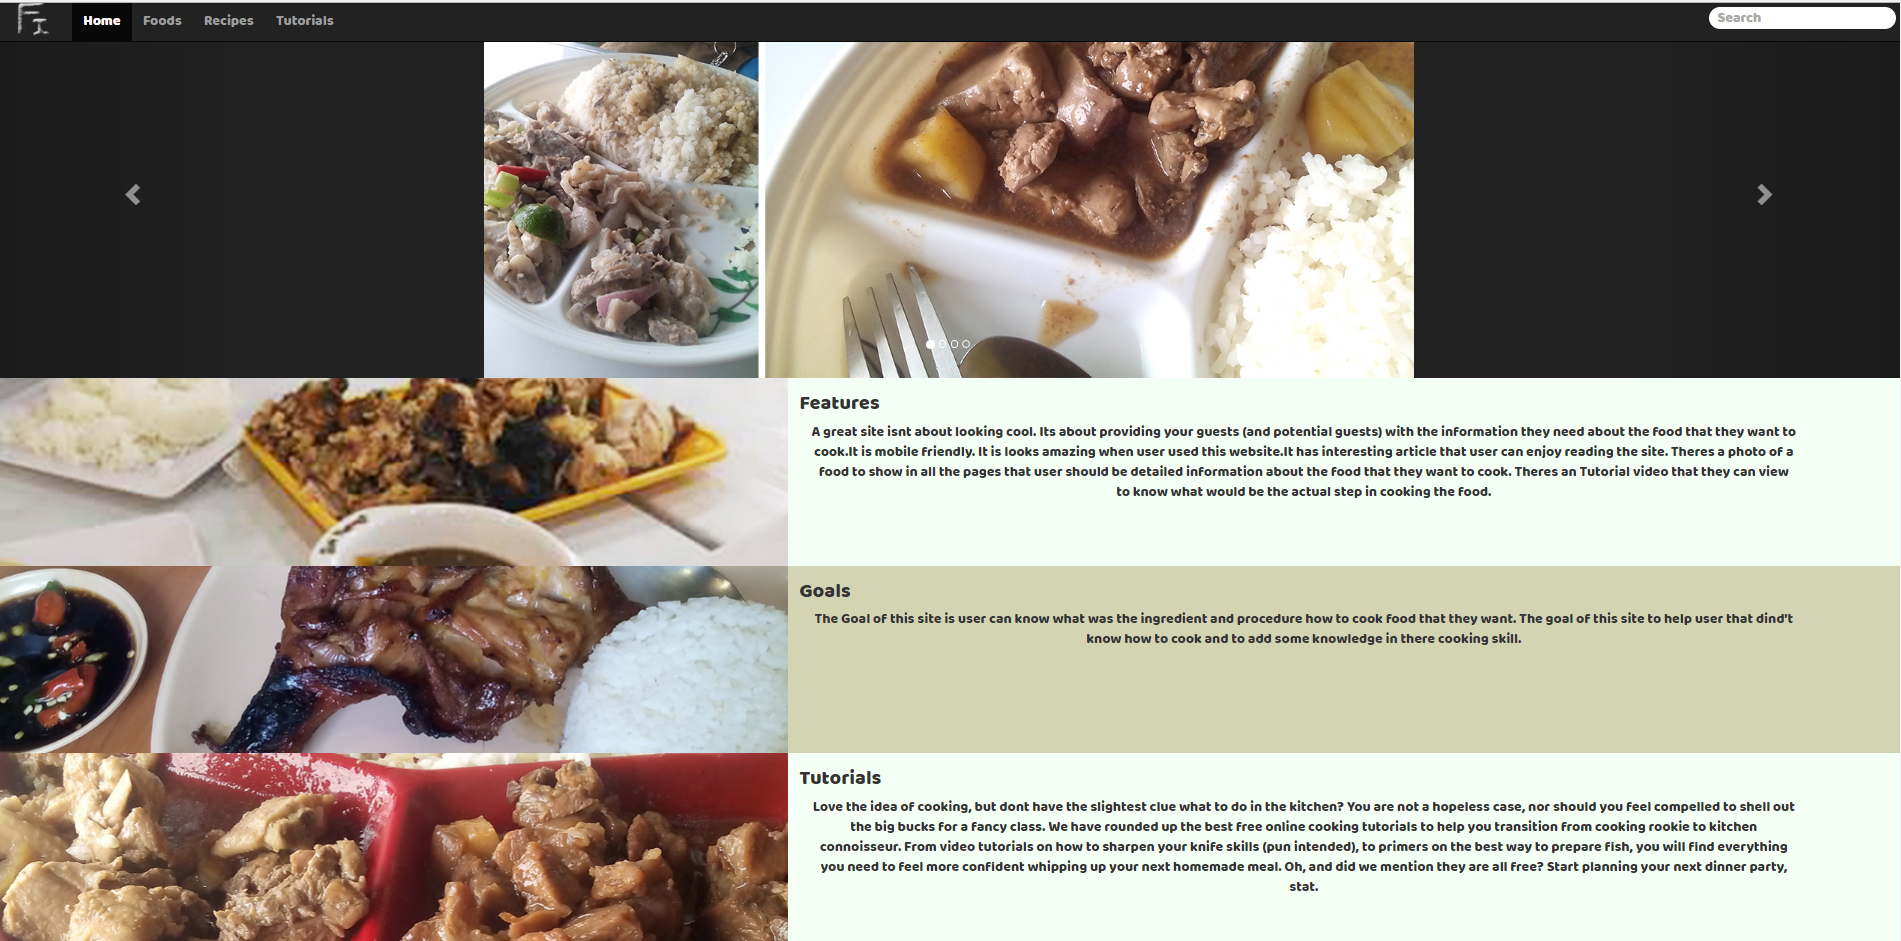 Home Foods Recipes Tutorials Search
Features
A great site isnt about looking cool. Its about providing your guests (and potential guests) with the information they need about the food that they want to
cook.It is mobile friendly. It is looks amazing when user used this website.It has interesting article that user can enjoy reading the site. Theres a photo of a
food to show in all the pages that user should be detailed information about the food that they want to cook. Theres an Tutorial video that they can view
to know what would be the actual step in cooking the food.
Goals
The Goal of this site is user can know what was the ingredient and procedure how to cook food that they want. The goal of this site to help user that dind't
know how to cook and to add some knowledge in there cooking skill.
Tutorials
Love the idea of cooking, but dont have the slightest clue what to do in the kitchen? You are not a hopeless case, nor should you feel compelled to shell out
the big bucks for a fancy class. We have rounded up the best free online cooking tutorials to help you transition from cooking rookie to kitchen
connoisseur. From video tutorials on how to sharpen your knife skills (pun intended), to primers on the best way to prepare fish, you will find everything
you need to feel more confident whipping up your next homemade meal. Oh, and did we mention they are all free? Start planning your next dinner party,
stat.